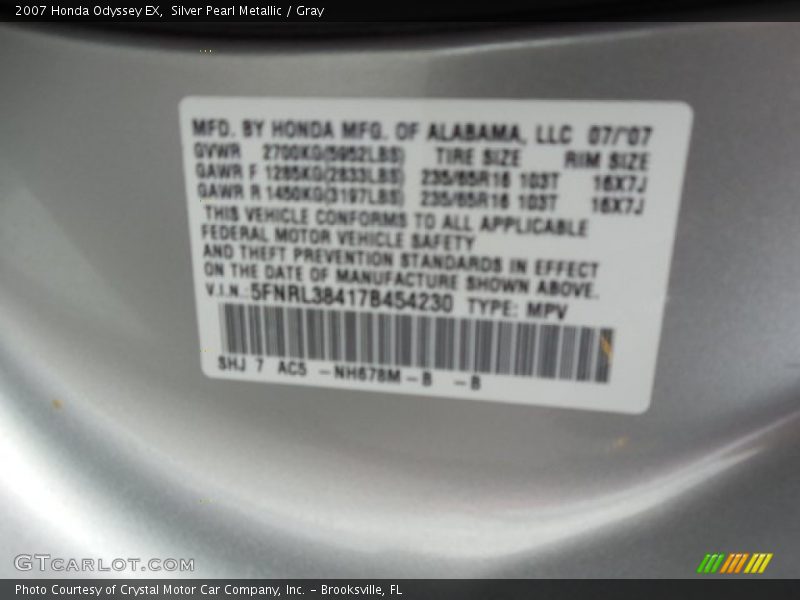 2007 Honda Odyssey EX,  Silver Pearl Metallic / Gray
MFD. BY HONDA MFG. OF ALABAMA, LLC 07/'07
GVWR 2700KG(5952LBS) TIRE SIZE RIM SIZE
GAWR F 1285KG(2833LBS) 235/65R16 103T 16X7J
GAWR R 1450KG(3197LBS) 235/65R16 103T 16X7J
THIS VEHICLE CONFORMS TO ALL APPLICABLE
FEDERAL MOTOR VEHICLE SAFETY
AND THEFT PREVENTION STANDARDS IN EFFECT
ON THE DATE OF MANUFACTURE SHOWN ABOVE.
V.I.N.:5FNRL38417B454230 TYPE: MPV
SHJ 7 AC5 -NH678M-B -B
GTCARLOT.COM
Photo Courtesy of Crystal Motor Car Company, Inc. – Brooksville, FL